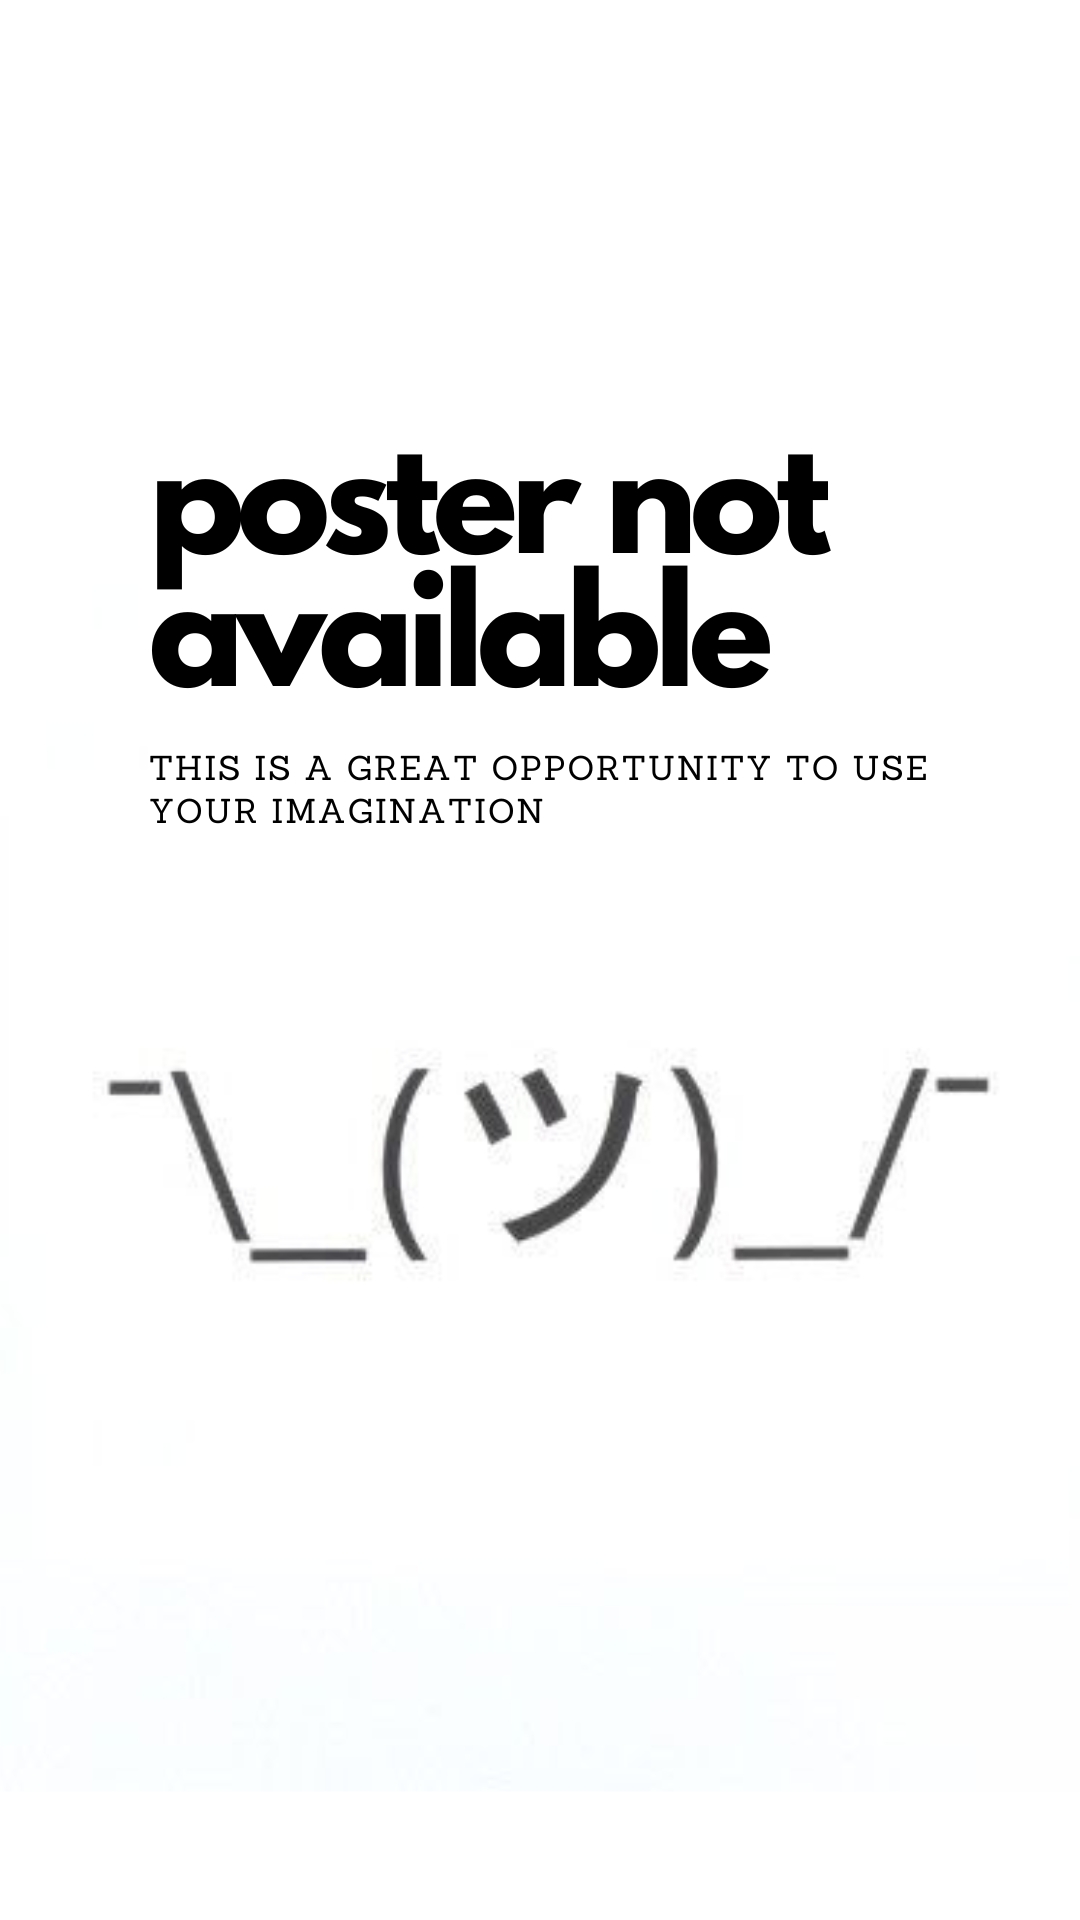 poster not
available
THIS IS A GREAT OPPORTUNITY TO USE
YOUR IMAGINATION
¯\_(ツ)_/¯